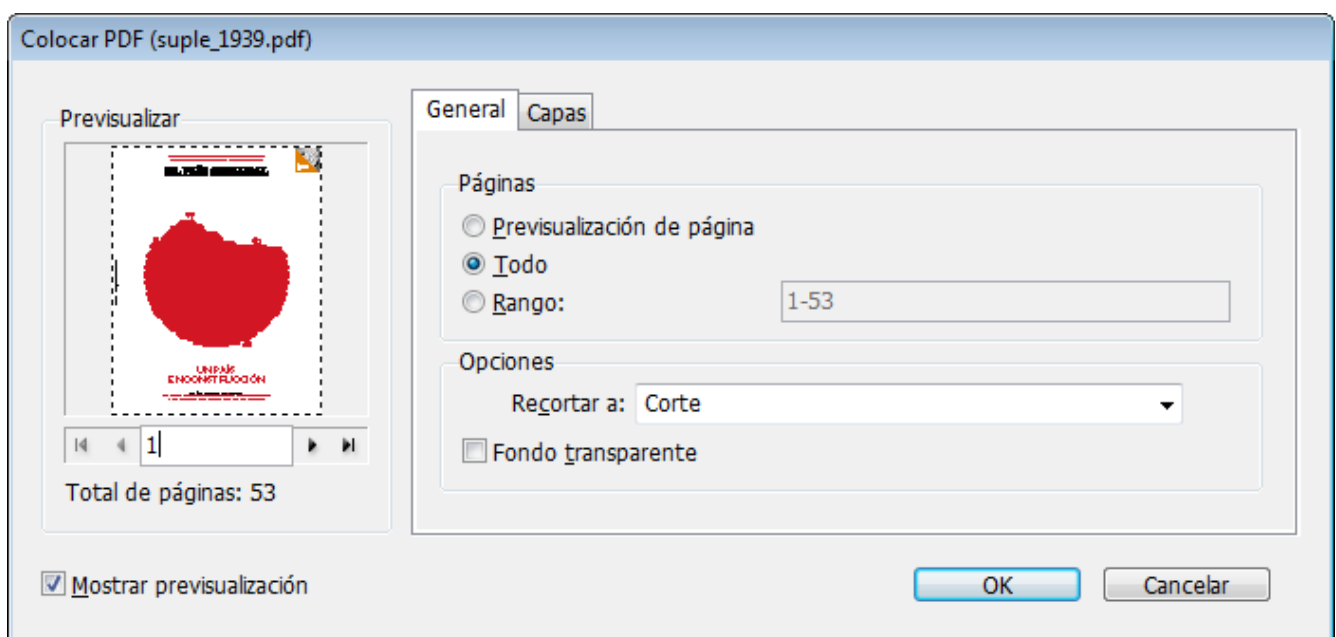 Colocar PDF (suple_1939.pdf)
Previsualizar
UN PAÍS
EN CONSTRUCCIÓN
1
Total de páginas: 53
Mostrar previsualización
General Capas
Páginas
Previsualización de página
Todo
Rango: 1-53
Opciones
Recortar a: Corte
Fondo transparente
OK Cancelar